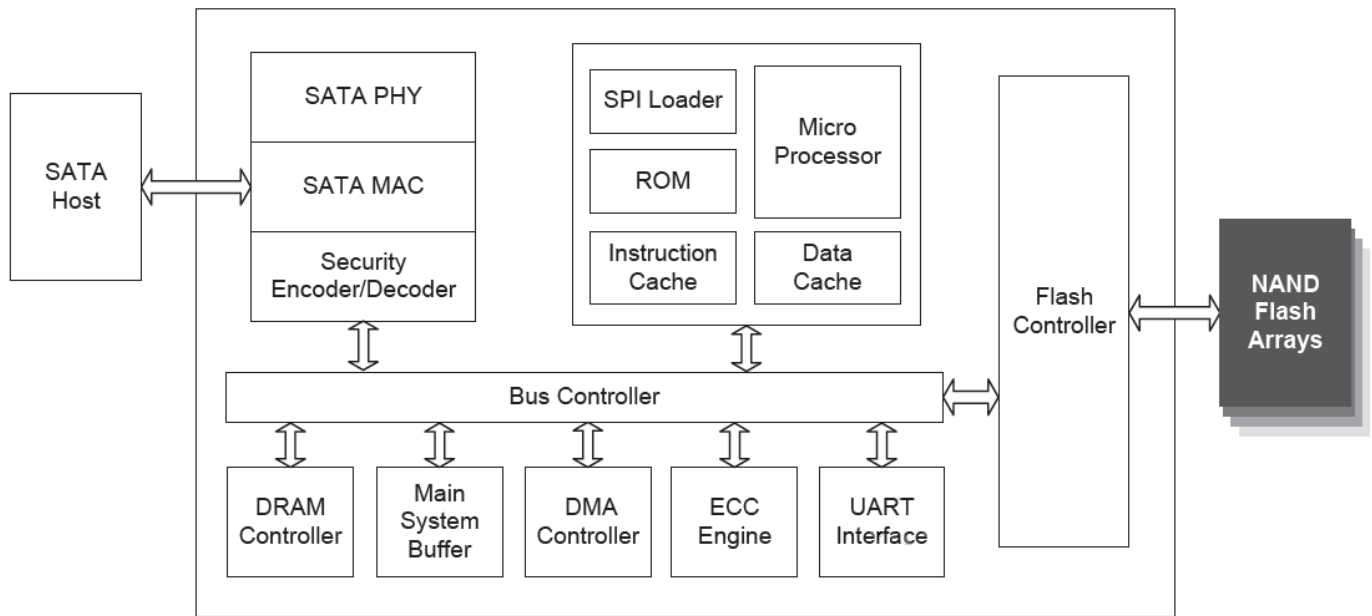 SATA
Host
SATA PHY
SATA MAC
Security
Encoder/Decoder
SPI Loader
ROM
Instruction
Cache
Micro
Processor
Data
Cache
Flash
Controller
NAND
Flash
Arrays
Bus Controller
DRAM
Controller
Main
System
Buffer
DMA
Controller
ECC
Engine
UART
Interface